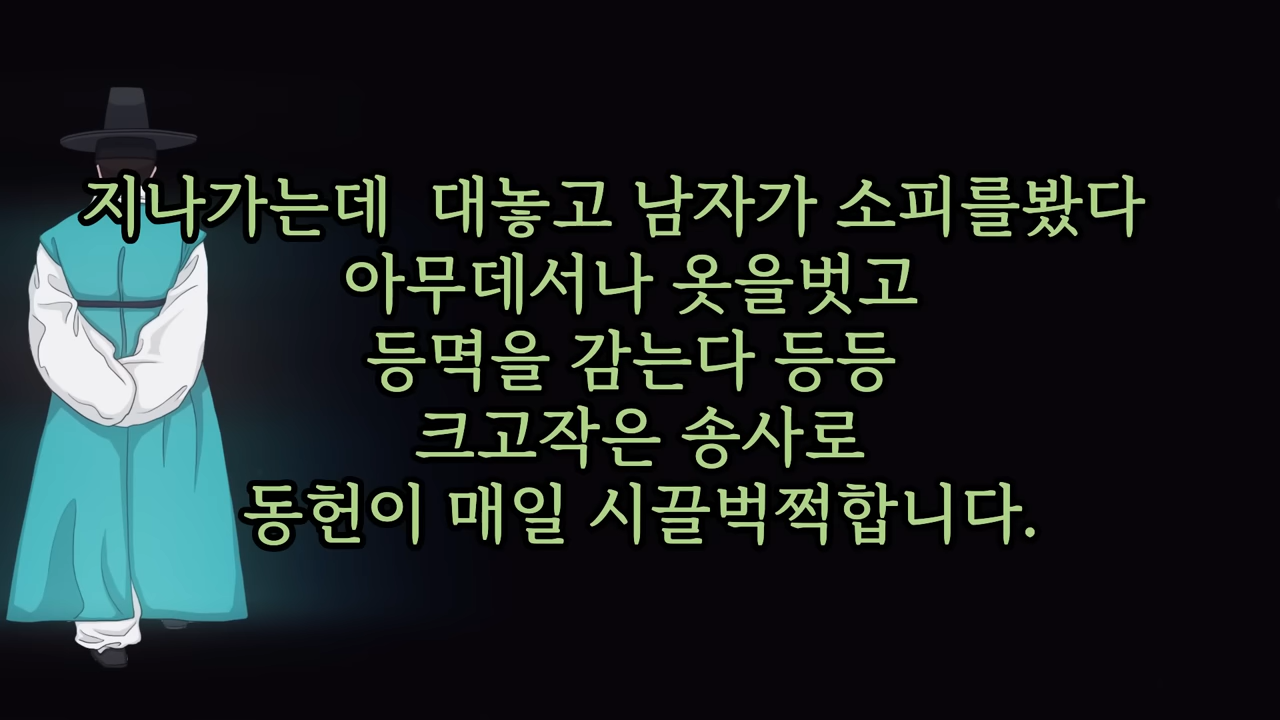 지나가는데 대놓고 남자가 소피를봤다
아무데서나 옷을벗고
등멱을 감는다 등등
크고작은 송사로
동헌이 매일 시끌벅쩍합니다.